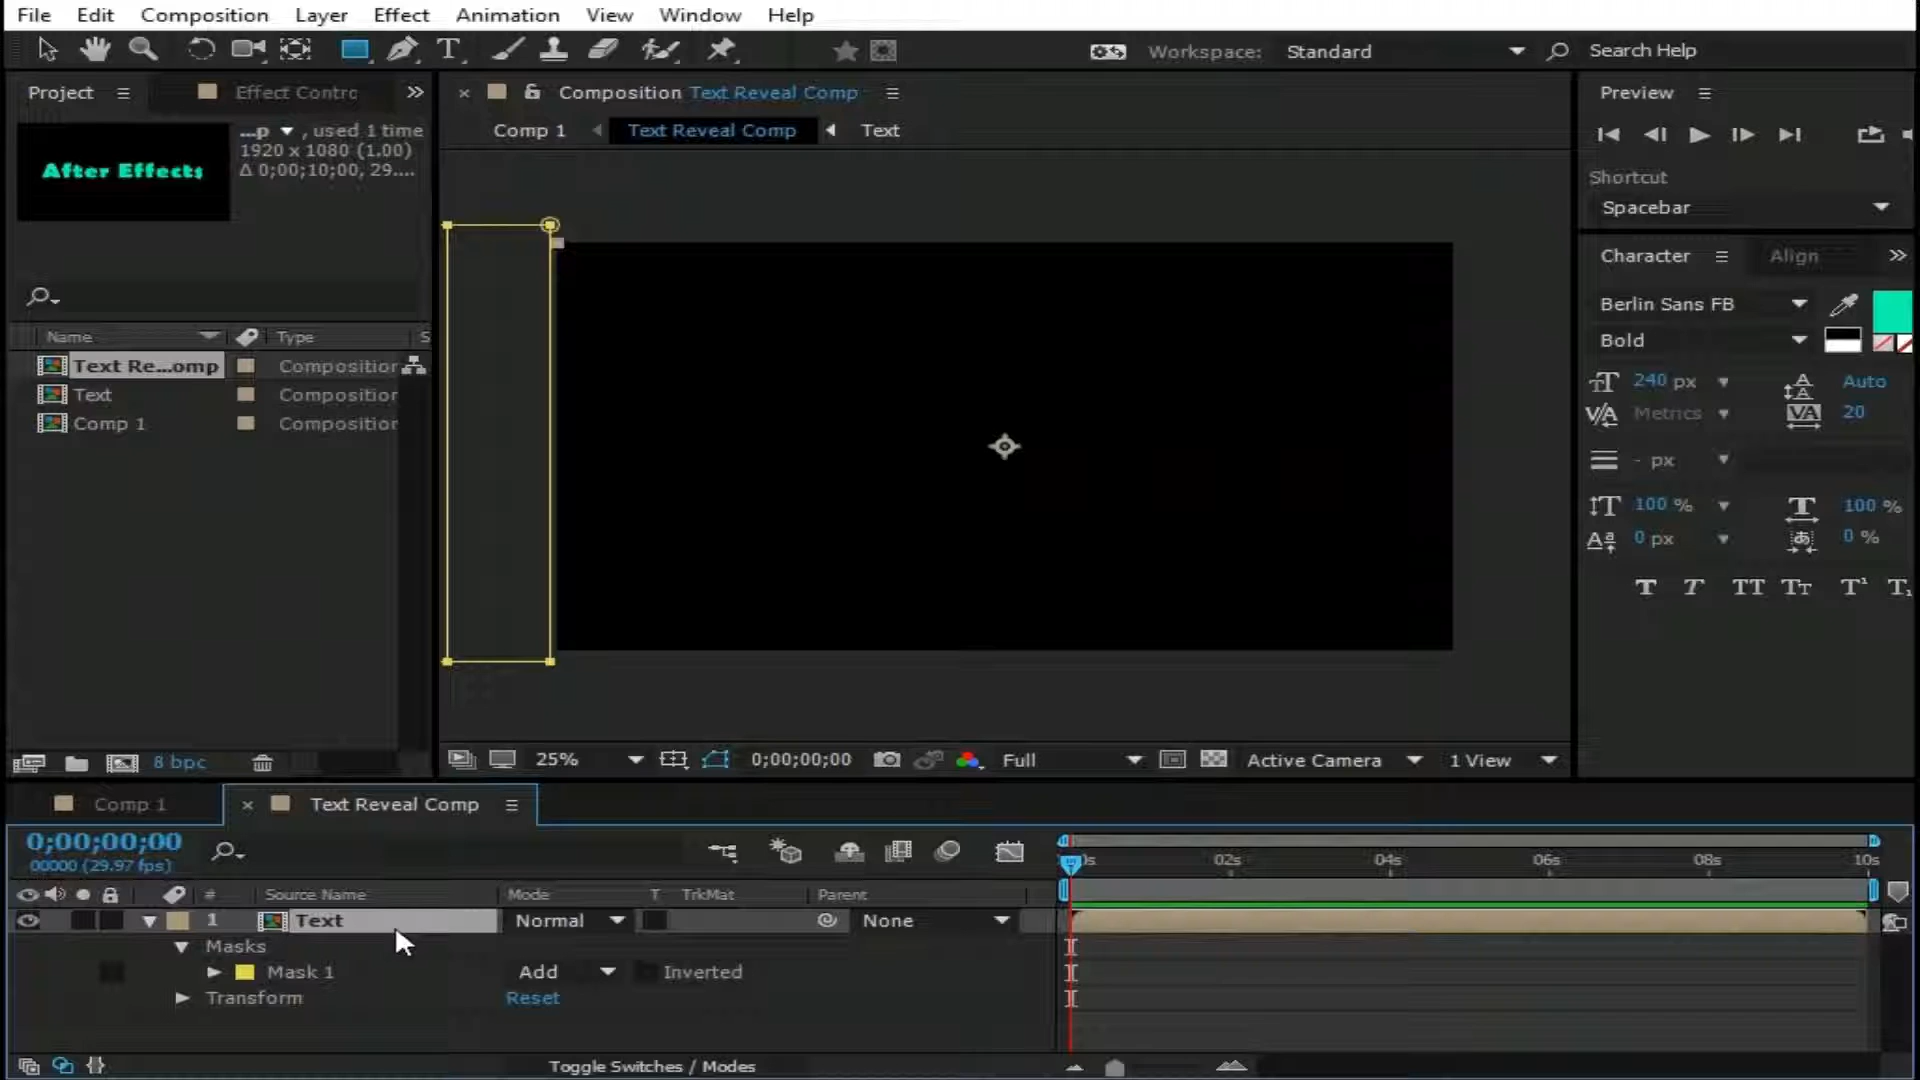 File Edit Composition Layer Effect Animation View Window Help
Workspace: Standard Search Help
Project Effect Contrc
Composition Text Reveal Comp
Preview
Comp 1 Text Reveal Comp Text
...p , used 1 time
1920 x 1080 (1.00)
Δ 0;00;10;00, 29....
After Effects
Shortcut
Spacebar
Character Align
Berlin Sans FB
Bold
240 px Auto
Metrics 20
- px
100 % 100 %
0 px 0 %
T T TT Tt T¹ T₁
Name Type S
Text Re...omp Composition
Text Composition
Comp 1 Composition
8 bpc
25% 0;00;00;00 Full Active Camera 1 View
Comp 1 Text Reveal Comp
0;00;00;00
00000 (29.97 fps)
02s 04s 06s 08s 10s
# Source Name Mode T TrkMat Parent
1 Text Normal None
Masks
Mask 1 Add Inverted
Transform Reset
Toggle Switches / Modes